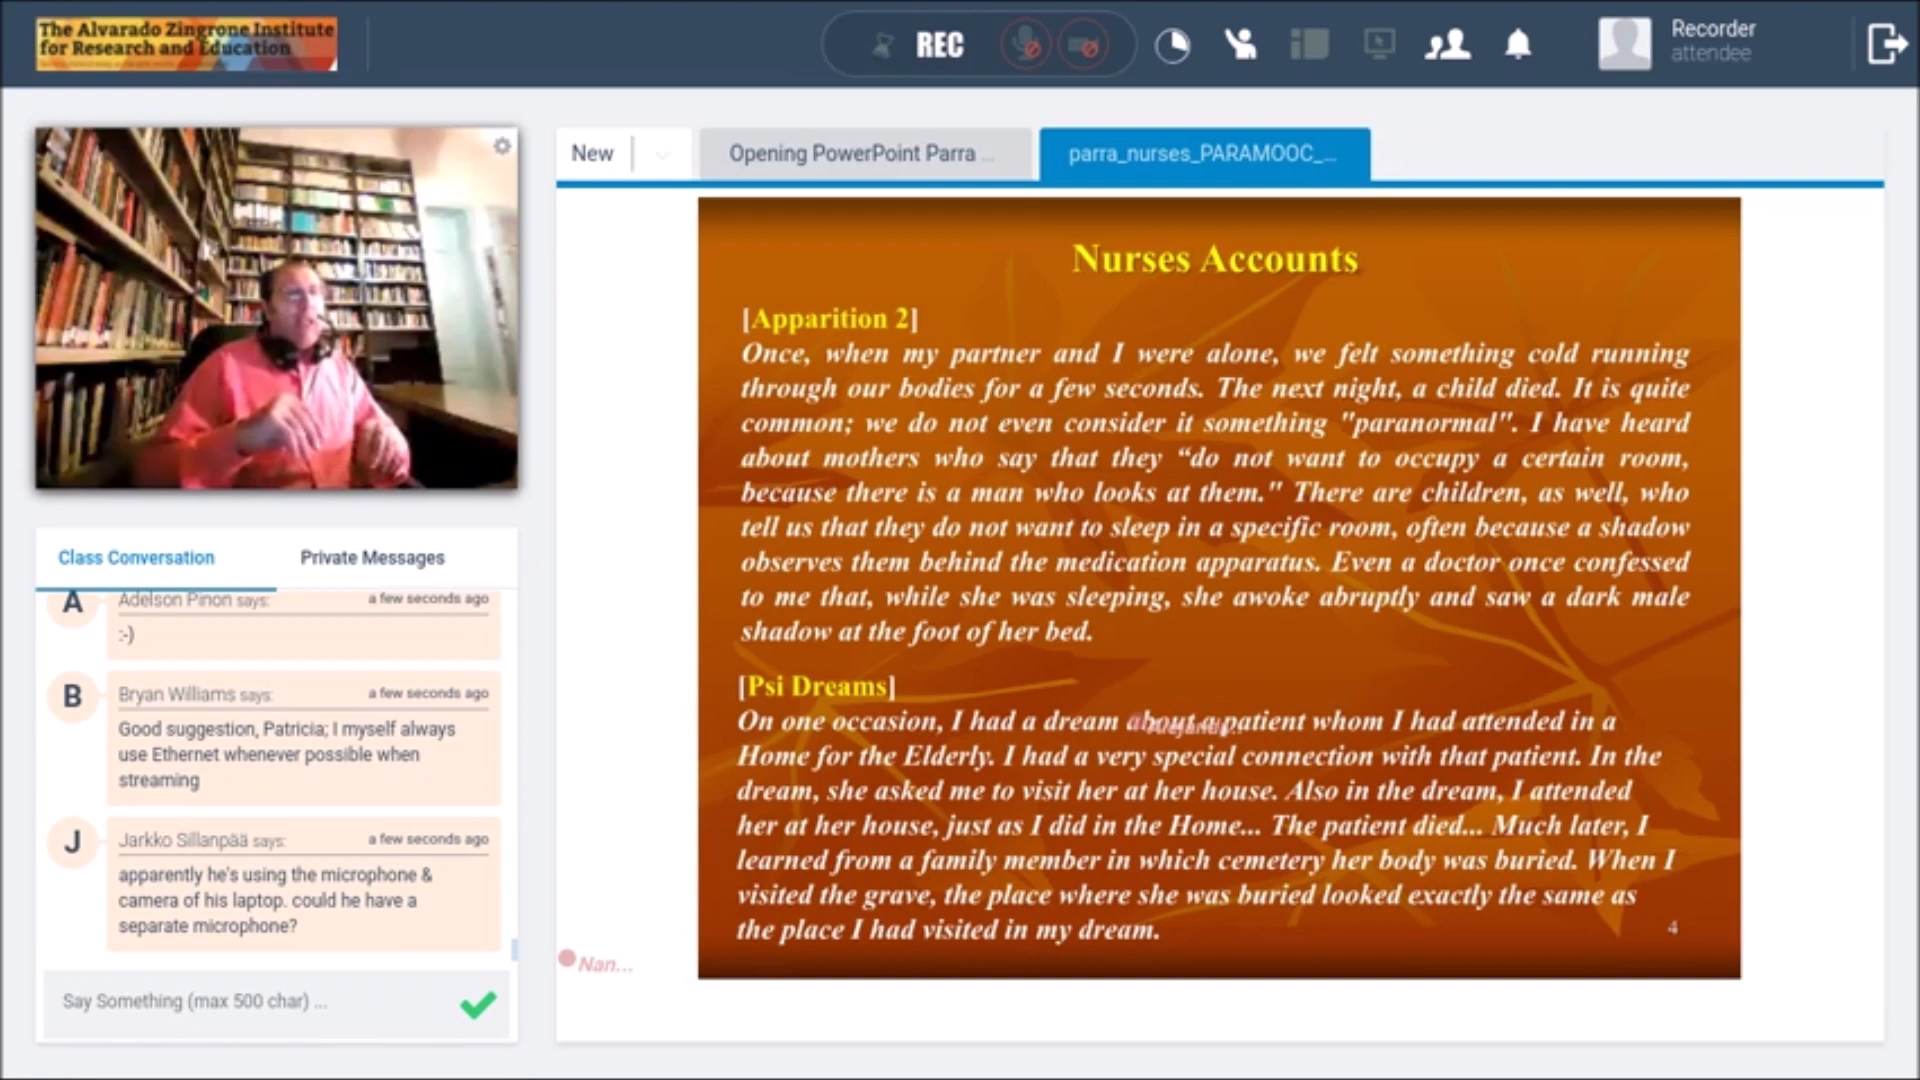 The Alvarado Zingrone Institute
for Research and Education
REC
Recorder
attendee
New
Opening PowerPoint Parra ...
parra_nurses_PARAMOOC_...
Nurses Accounts
[Apparition 2]
Once, when my partner and I were alone, we felt something cold running
through our bodies for a few seconds. The next night, a child died. It is quite
common; we do not even consider it something "paranormal". I have heard
about mothers who say that they “do not want to occupy a certain room,
because there is a man who looks at them." There are children, as well, who
tell us that they do not want to sleep in a specific room, often because a shadow
observes them behind the medication apparatus. Even a doctor once confessed
to me that, while she was sleeping, she awoke abruptly and saw a dark male
shadow at the foot of her bed.
[Psi Dreams]
On one occasion, I had a dream about a patient whom I had attended in a
Home for the Elderly. I had a very special connection with that patient. In the
dream, she asked me to visit her at her house. Also in the dream, I attended
her at her house, just as I did in the Home... The patient died... Much later, I
learned from a family member in which cemetery her body was buried. When I
visited the grave, the place where she was buried looked exactly the same as
the place I had visited in my dream.
4
Nan...
Class Conversation
Private Messages
A
Adelson Pinon says:
a few seconds ago
:-)
B
Bryan Williams says:
a few seconds ago
Good suggestion, Patricia; I myself always
use Ethernet whenever possible when
streaming
J
Jarkko Sillanpää says:
a few seconds ago
apparently he's using the microphone &
camera of his laptop. could he have a
separate microphone?
Say Something (max 500 char) ...